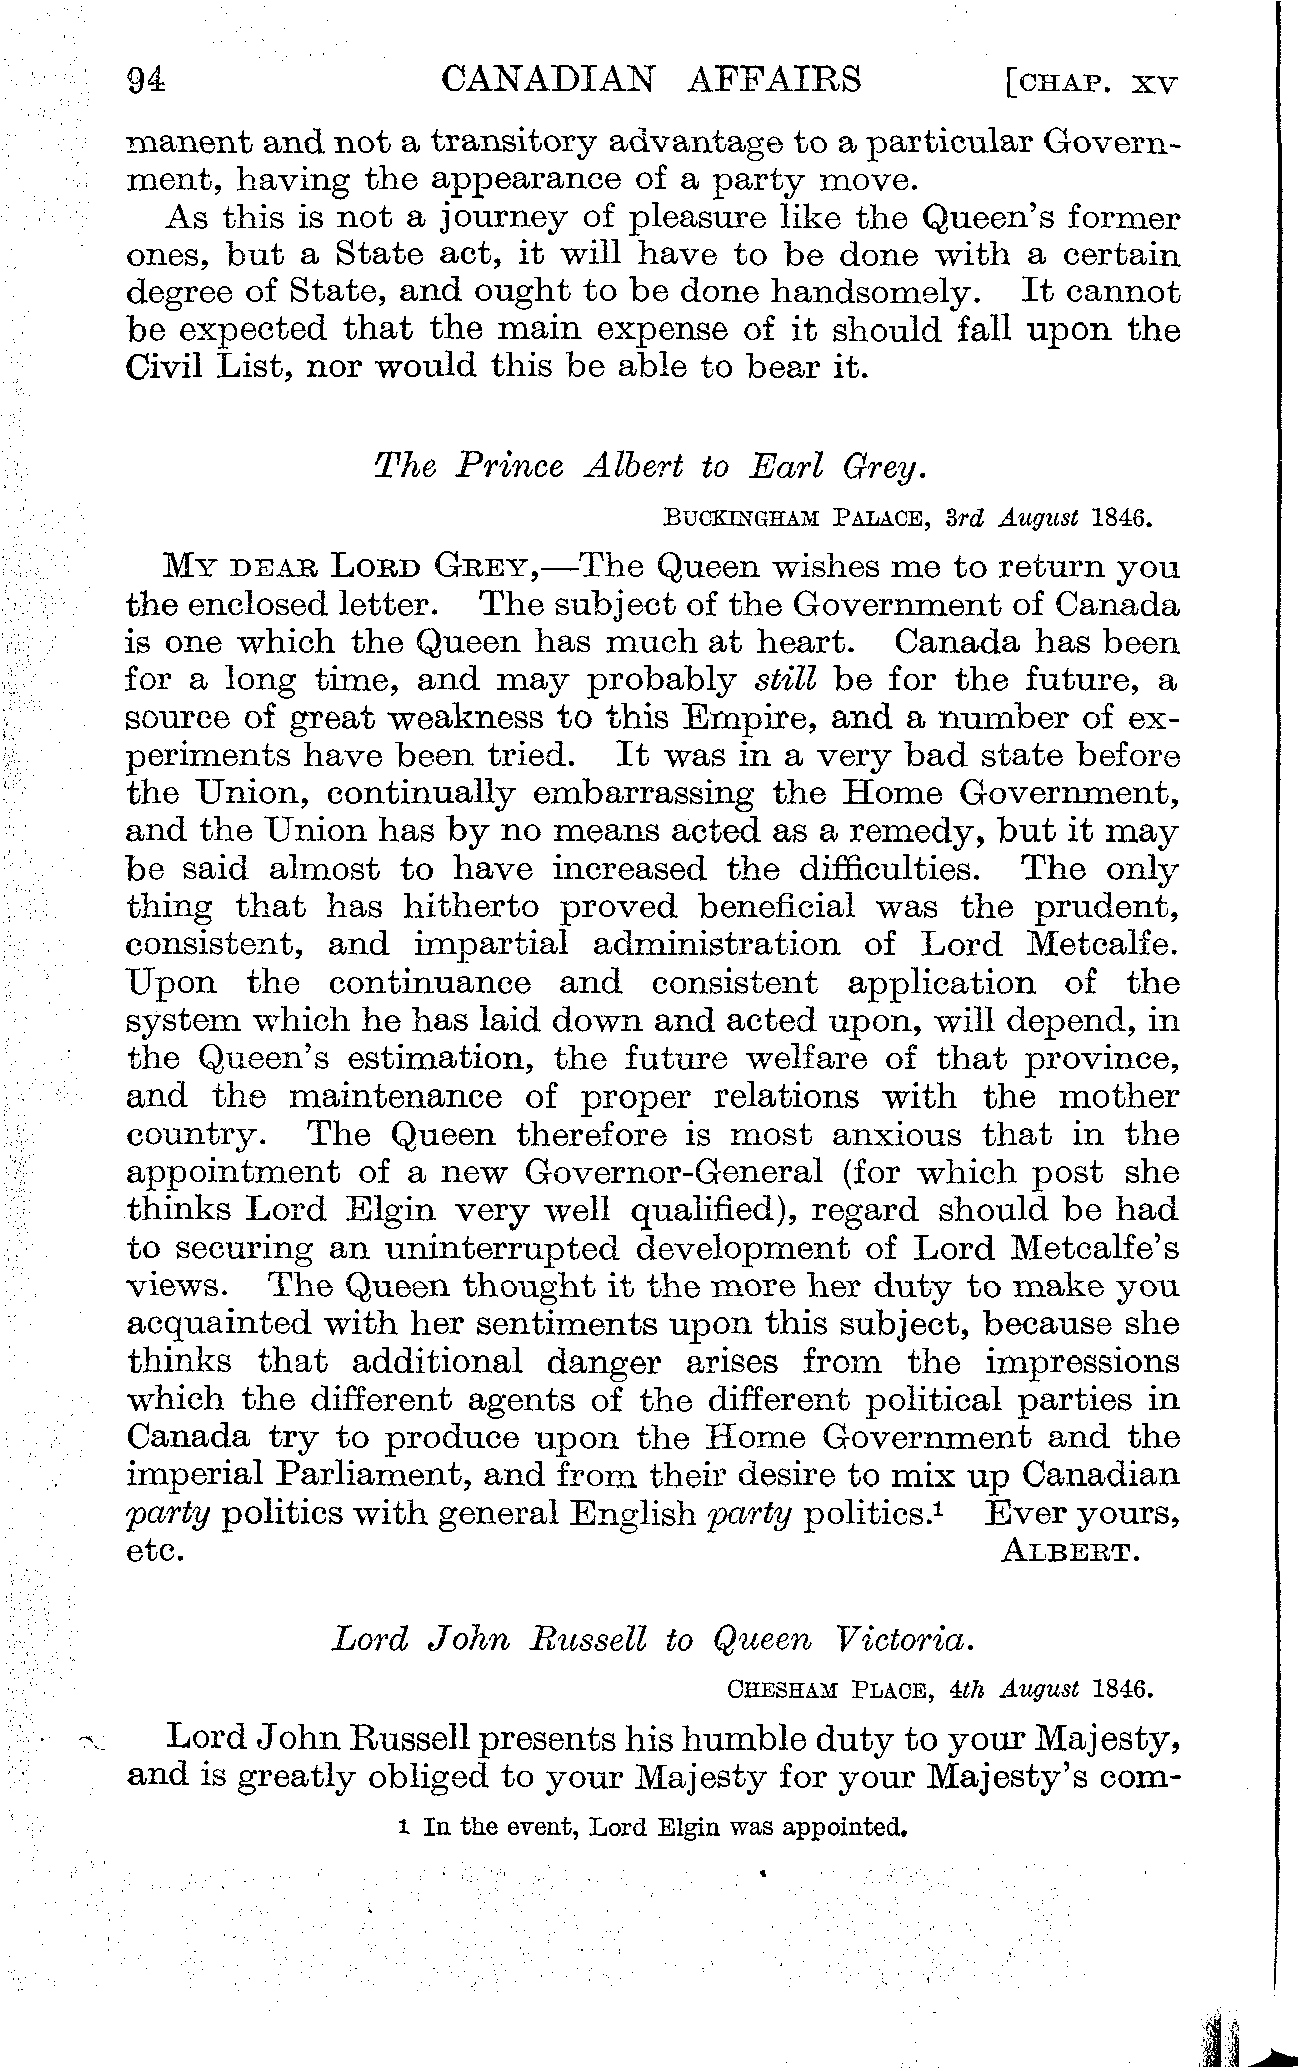 94 CANADIAN AFFAIRS [CHAP. XV
manent and not a transitory advantage to a particular Govern-
ment, having the appearance of a party move.
As this is not a journey of pleasure like the Queen's former
ones, but a State act, it will have to be done with a certain
degree of State, and ought to be done handsomely. It cannot
be expected that the main expense of it should fall upon the
Civil List, nor would this be able to bear it.
The Prince Albert to Earl Grey.
BUCKINGHAM PALACE, 3rd August 1846.
MY DEAR LORD GREY,—The Queen wishes me to return you
the enclosed letter. The subject of the Government of Canada
is one which the Queen has much at heart. Canada has been
for a long time, and may probably still be for the future, a
source of great weakness to this Empire, and a number of ex-
periments have been tried. It was in a very bad state before
the Union, continually embarrassing the Home Government,
and the Union has by no means acted as a remedy, but it may
be said almost to have increased the difficulties. The only
thing that has hitherto proved beneficial was the prudent,
consistent, and impartial administration of Lord Metcalfe.
Upon the continuance and consistent application of the
system which he has laid down and acted upon, will depend, in
the Queen's estimation, the future welfare of that province,
and the maintenance of proper relations with the mother
country. The Queen therefore is most anxious that in the
appointment of a new Governor-General (for which post she
thinks Lord Elgin very well qualified), regard should be had
to securing an uninterrupted development of Lord Metcalfe's
views. The Queen thought it the more her duty to make you
acquainted with her sentiments upon this subject, because she
thinks that additional danger arises from the impressions
which the different agents of the different political parties in
Canada try to produce upon the Home Government and the
imperial Parliament, and from their desire to mix up Canadian
party politics with general English party politics.¹ Ever yours,
etc. ALBERT.
Lord John Russell to Queen Victoria.
CHESHAM PLACE, 4th August 1846.
Lord John Russell presents his humble duty to your Majesty,
and is greatly obliged to your Majesty for your Majesty's com-
1 In the event, Lord Elgin was appointed.